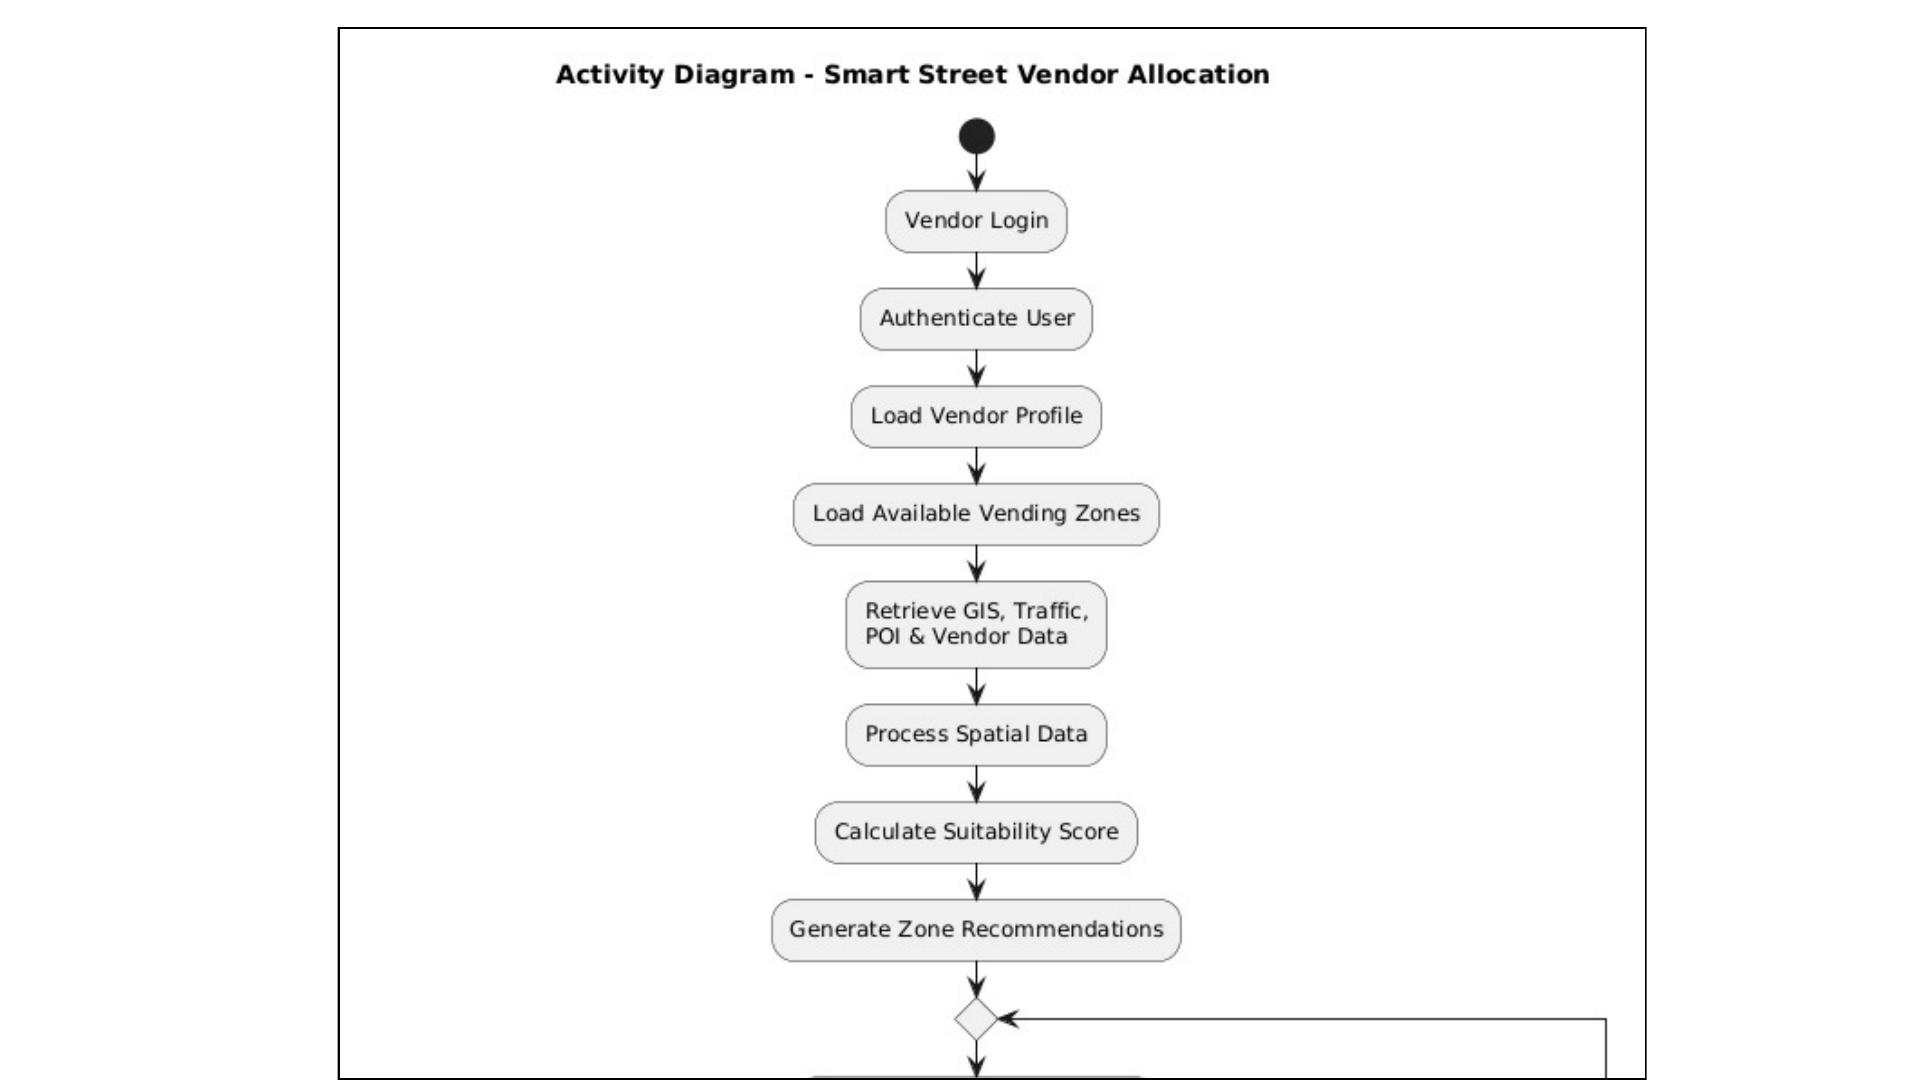 Activity Diagram - Smart Street Vendor Allocation
Vendor Login
Authenticate User
Load Vendor Profile
Load Available Vending Zones
Retrieve GIS, Traffic,
POI & Vendor Data
Process Spatial Data
Calculate Suitability Score
Generate Zone Recommendations